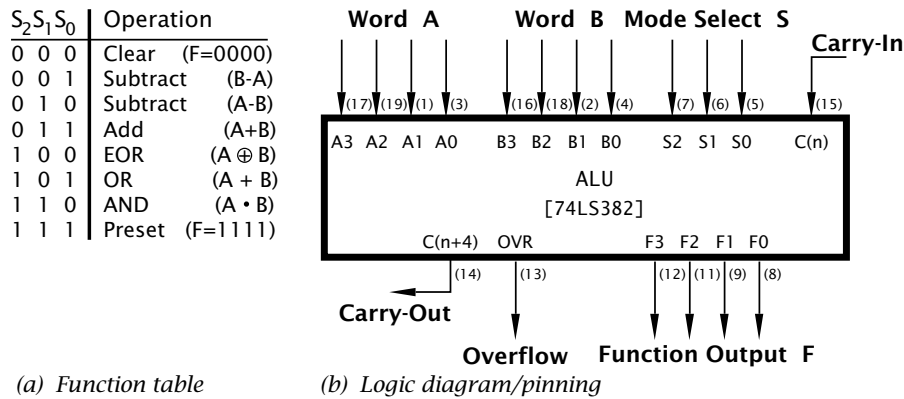 S2S1S0 Operation
0 0 0 Clear (F=0000)
0 0 1 Subtract (B-A)
0 1 0 Subtract (A-B)
0 1 1 Add (A+B)
1 0 0 EOR (A ⊕ B)
1 0 1 OR (A + B)
1 1 0 AND (A • B)
1 1 1 Preset (F=1111)
(a) Function table
Word A Word B Mode Select S
Carry-In
(17) (19) (1) (3) (16) (18) (2) (4) (7) (6) (5) (15)
A3 A2 A1 A0 B3 B2 B1 B0 S2 S1 S0 C(n)
ALU
[74LS382]
C(n+4) OVR F3 F2 F1 F0
(14) (13) (12) (11) (9) (8)
Carry-Out
Overflow Function Output F
(b) Logic diagram/pinning